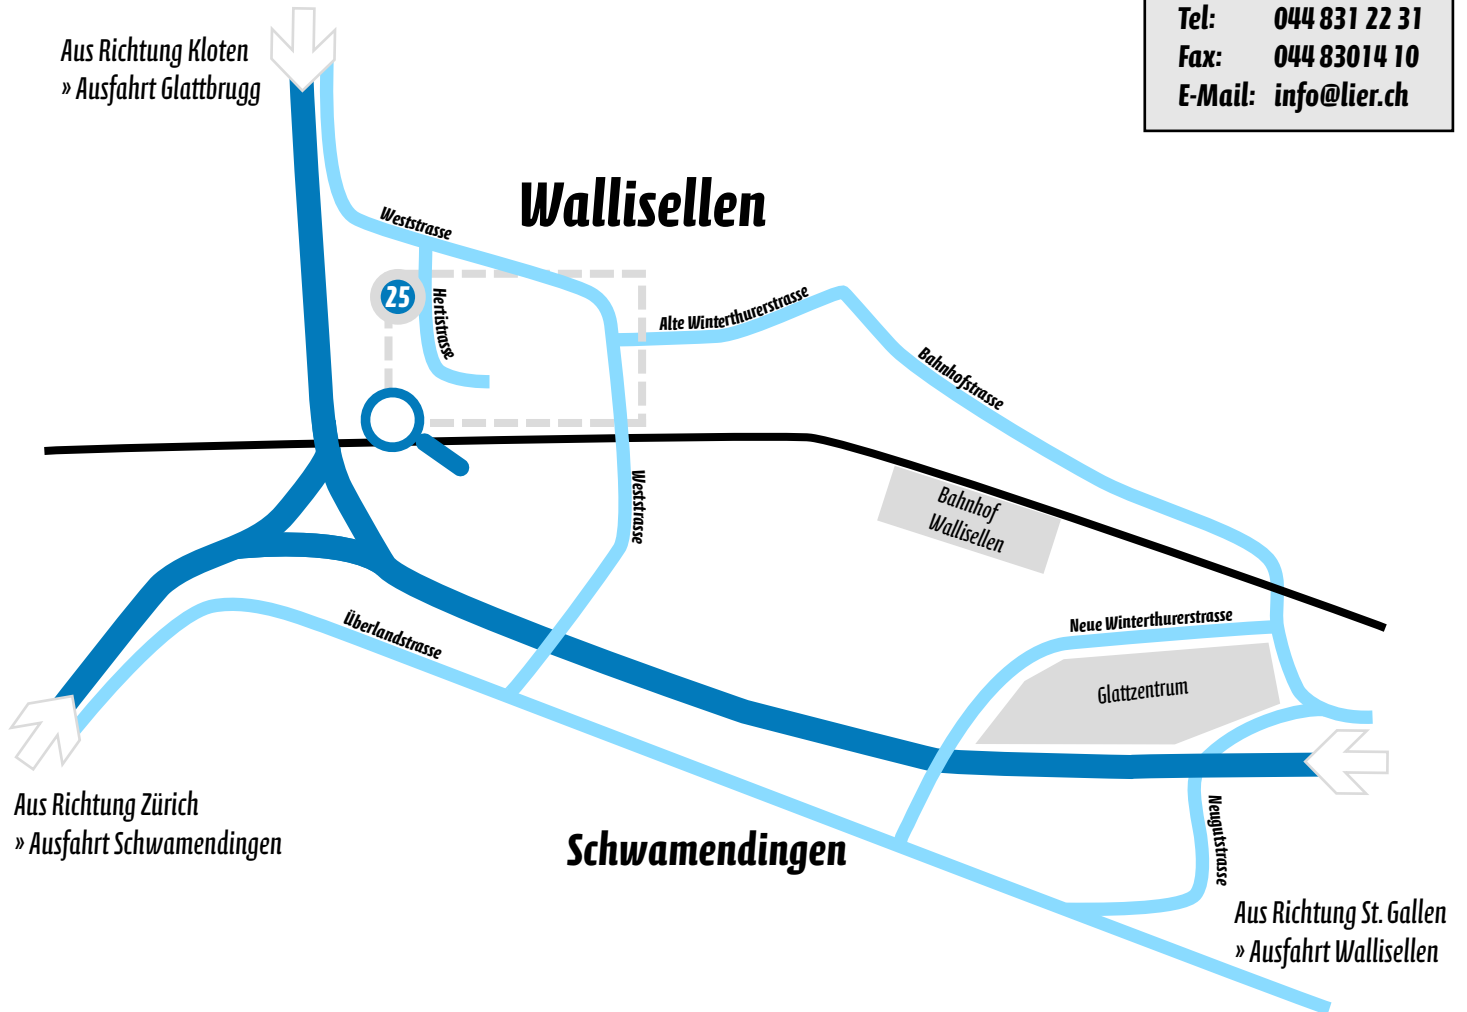 Tel: 044 831 22 31
Fax: 044 83014 10
E-Mail: info@lier.ch
Aus Richtung Kloten
» Ausfahrt Glattbrugg
Wallisellen
Weststrasse
25
Hertistrasse
Alte Winterthurerstrasse
Bahnhofstrasse
Weststrasse
Bahnhof
Wallisellen
Überlandstrasse
Neue Winterthurerstrasse
Glattzentrum
Aus Richtung Zürich
» Ausfahrt Schwamendingen
Schwamendingen
Neugutstrasse
Aus Richtung St. Gallen
» Ausfahrt Wallisellen